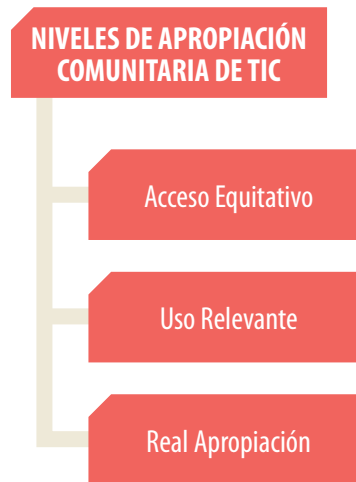 NIVELES DE APROPIACIÓN
COMUNITARIA DE TIC
Acceso Equitativo
Uso Relevante
Real Apropiación